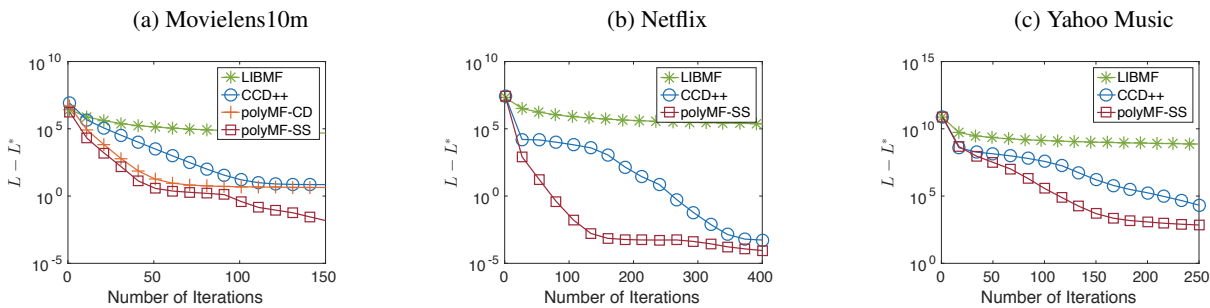 (a) Movielens10m
10^10
10^5
10^0
10^-5
L − L*
0 50 100 150
Number of Iterations
LIBMF
CCD++
polyMF-CD
polyMF-SS
(b) Netflix
10^10
10^5
10^0
10^-5
L − L*
0 100 200 300 400
Number of Iterations
LIBMF
CCD++
polyMF-SS
(c) Yahoo Music
10^15
10^10
10^5
10^0
L − L*
0 50 100 150 200 250
Number of Iterations
LIBMF
CCD++
polyMF-SS